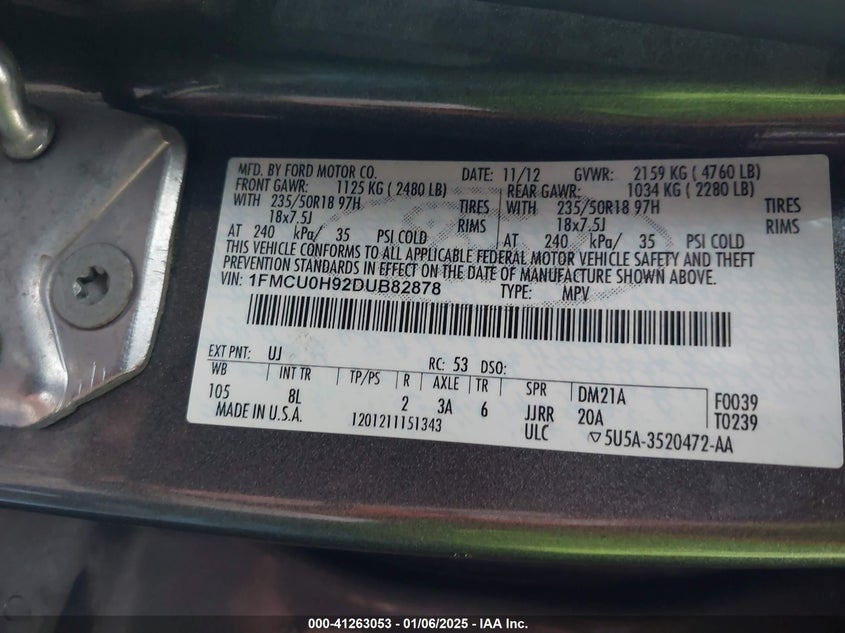 MFD. BY FORD MOTOR CO. DATE: 11/12 GVWR: 2159 KG ( 4760 LB)
FRONT GAWR: 1125 KG ( 2480 LB) REAR GAWR: 1034 KG ( 2280 LB)
WITH 235/50R18 97H TIRES WITH 235/50R18 97H TIRES
18x7.5J RIMS 18x7.5J RIMS
AT 240 kPa/ 35 PSI COLD AT 240 kPa/ 35 PSI COLD
THIS VEHICLE CONFORMS TO ALL APPLICABLE FEDERAL MOTOR VEHICLE SAFETY AND THEFT
PREVENTION STANDARDS IN EFFECT ON THE DATE OF MANUFACTURE SHOWN ABOVE.
VIN: 1FMCU0H92DUB82878 TYPE: MPV
EXT PNT: UJ RC: 53 DSO:
WB INT TR TP/PS R AXLE TR SPR DM21A F0039
105 8L 2 3A 6 JJRR 20A T0239
MADE IN U.S.A. 1201211151343 ULC ▽5U5A-3520472-AA
000-41263053 - 01/06/2025 - IAA Inc.